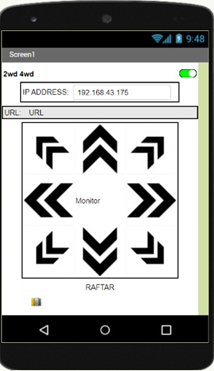 9:48
Screen1
2wd 4wd
IP ADDRESS: 192.168.43.175
URL: URL
Monitor
RAFTAR